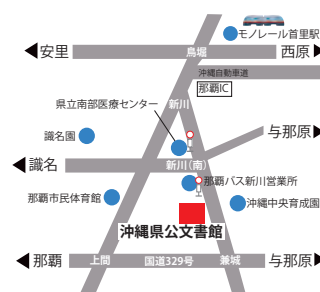 モノレール首里駅
安里
鳥堀
西原
沖縄自動車道
那覇IC
県立南部医療センター
新川
識名園
与那原
識名
新川(南)
那覇バス新川営業所
那覇市民体育館
沖縄中央育成園
沖縄県公文書館
那覇
上間
国道329号
兼城
与那原